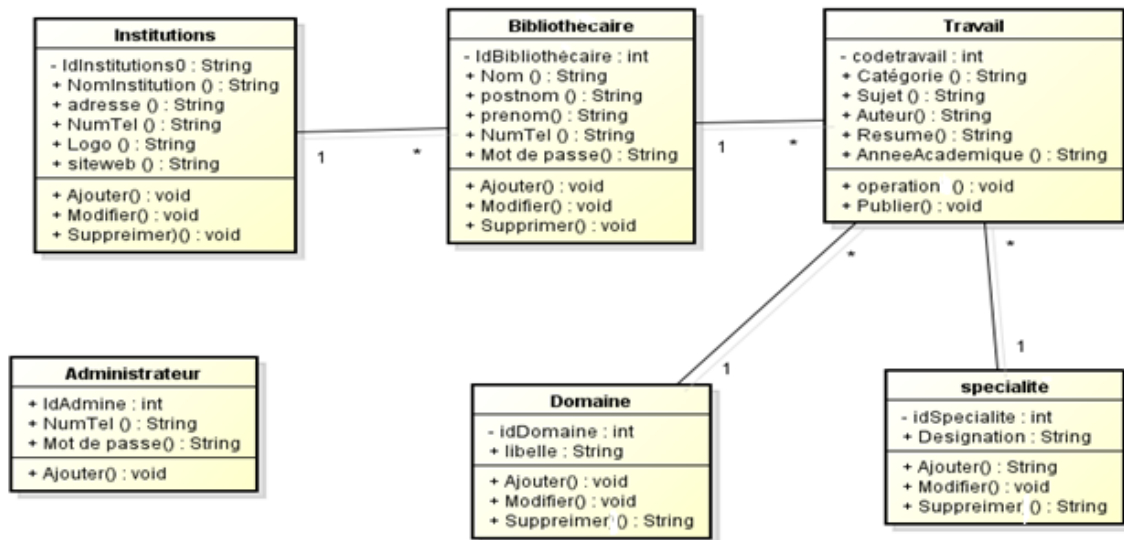 Institutions
- IdInstitutions0 : String
+ NomInstitution () : String
+ adresse () : String
+ NumTel () : String
+ Logo () : String
+ siteweb () : String
+ Ajouter() : void
+ Modifier() : void
+ Suppreimer)() : void
1
*
Bibliothécaire
- IdBibliothécaire : int
+ Nom () : String
+ postnom () : String
+ prenom() : String
+ NumTel () : String
+ Mot de passe() : String
+ Ajouter() : void
+ Modifier() : void
+ Supprimer() : void
1
*
Travail
- codetravail : int
+ Catégorie () : String
+ Sujet () : String
+ Auteur() : String
+ Resume() : String
+ AnneeAcademique () : String
+ operation () : void
+ Publier() : void
*
*
1
1
Administrateur
+ IdAdmine : int
+ NumTel () : String
+ Mot de passe() : String
+ Ajouter() : void
Domaine
- idDomaine : int
+ libelle : String
+ Ajouter() : void
+ Modifier() : void
+ Suppreimer () : String
specialite
- idSpecialite : int
+ Designation : String
+ Ajouter() : String
+ Modifier() : void
+ Suppreimer () : String